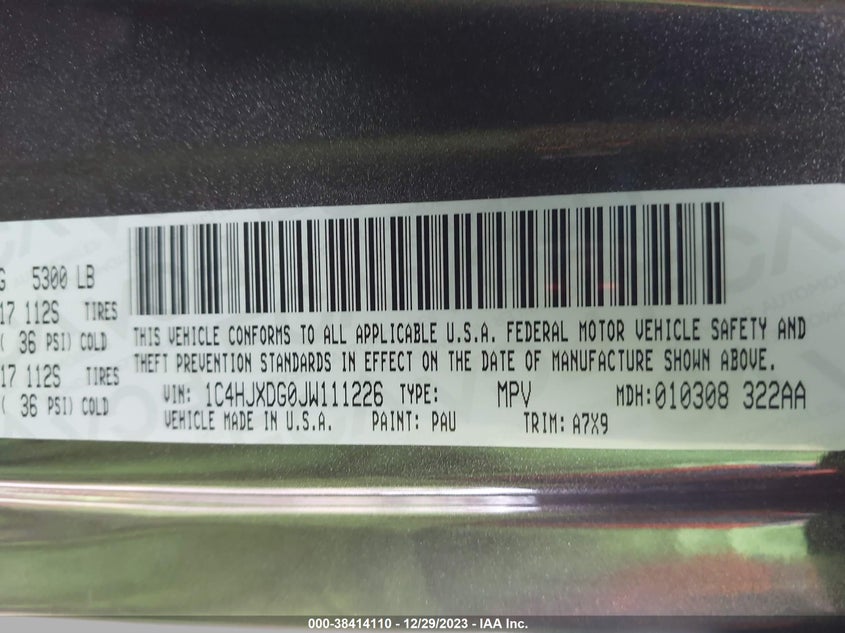 G 5300 LB
17 112S TIRES
( 36 PSI) COLD
17 112S TIRES
( 36 PSI) COLD
THIS VEHICLE CONFORMS TO ALL APPLICABLE U.S.A. FEDERAL MOTOR VEHICLE SAFETY AND
THEFT PREVENTION STANDARDS IN EFFECT ON THE DATE OF MANUFACTURE SHOWN ABOVE.
VIN: 1C4HJXDG0JW111226 TYPE: MPV MDH:010308 322AA
VEHICLE MADE IN U.S.A. PAINT: PAU TRIM: A7X9
000-38414110 - 12/29/2023 - IAA Inc.